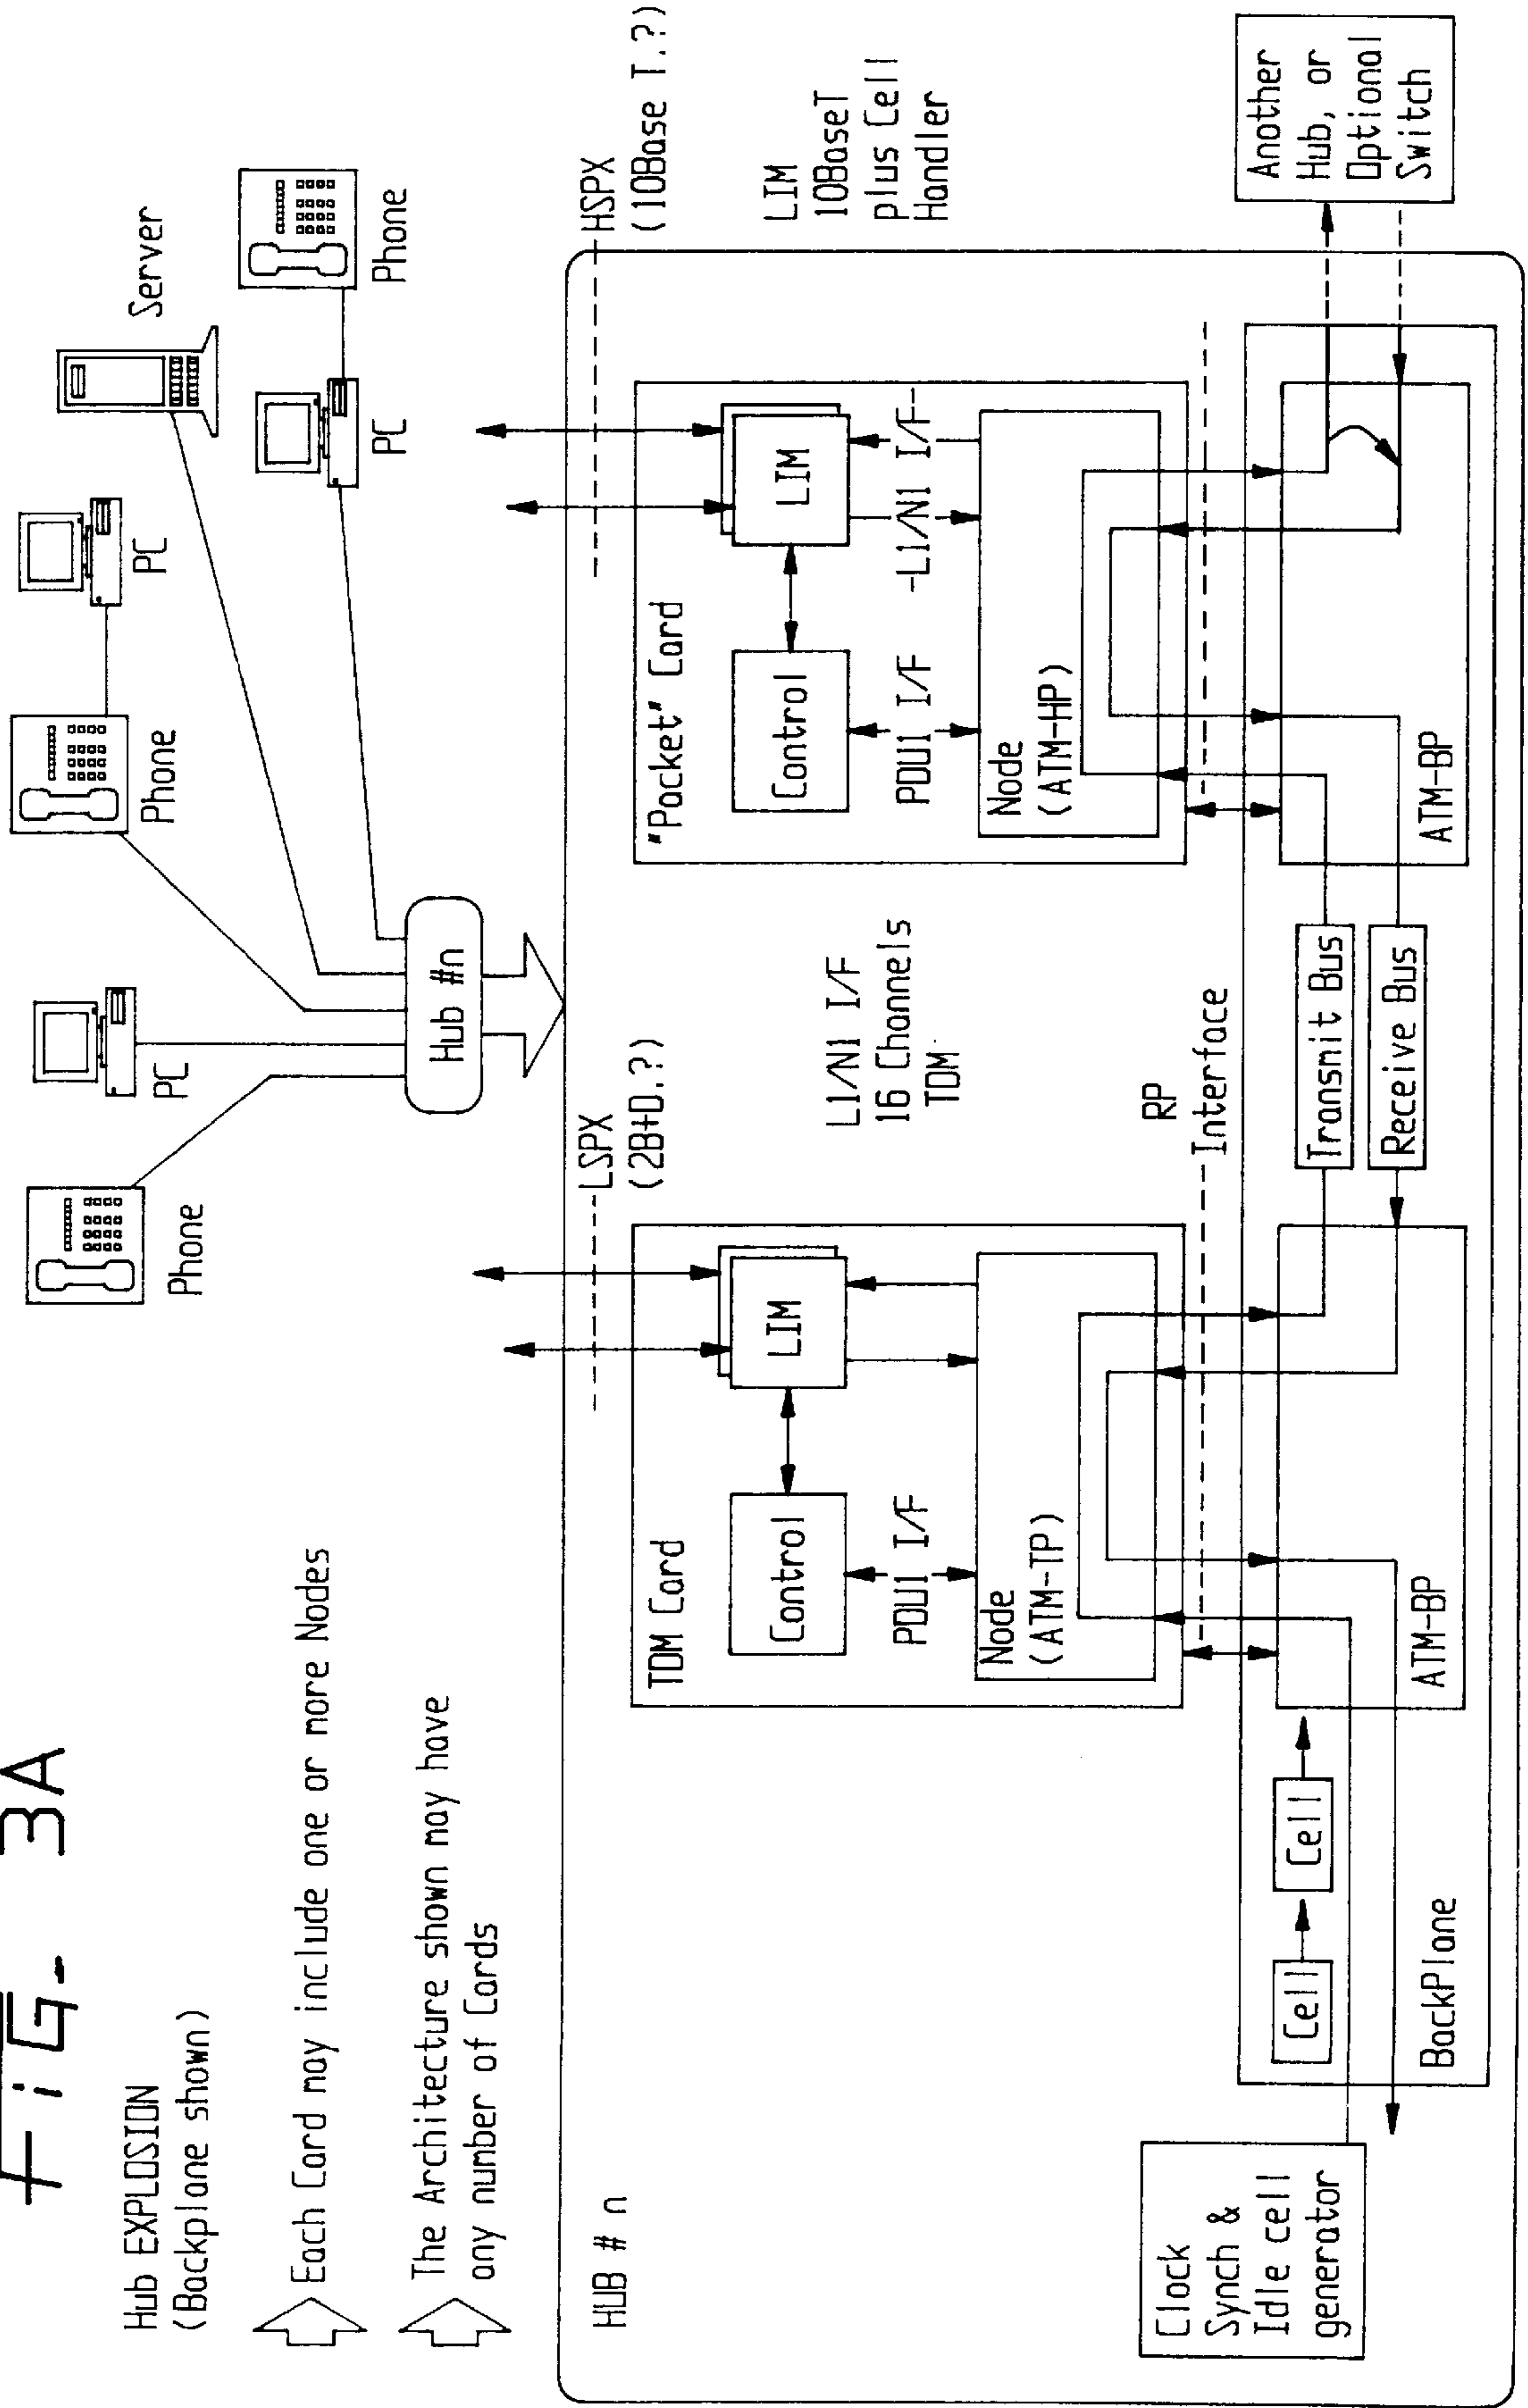 FiG. 3A
Hub EXPLOSION
(Backplane shown)
Each Card may include one or more Nodes
The Architecture shown may have
any number of Cards
Phone
PC
Phone
PC
Server
PC
Phone
Hub #n
HUB # n
LSPX
(2B+D.?)
HSPX
(10Base T.?)
TDM Card
Control
LIM
PDU1 I/F
Node
(ATM-TP)
L1/N1 I/F
16 Channels
TDM
"Packet" Card
Control
LIM
PDU1 I/F
-L1/N1 I/F-
Node
(ATM-HP)
LIM
10BaseT
plus Cell
Handler
RP
Interface
Clock
Synch &
Idle cell
generator
Cell
Cell
BackPlane
ATM-BP
Transmit Bus
Receive Bus
ATM-BP
Another
Hub, or
Optional
Switch